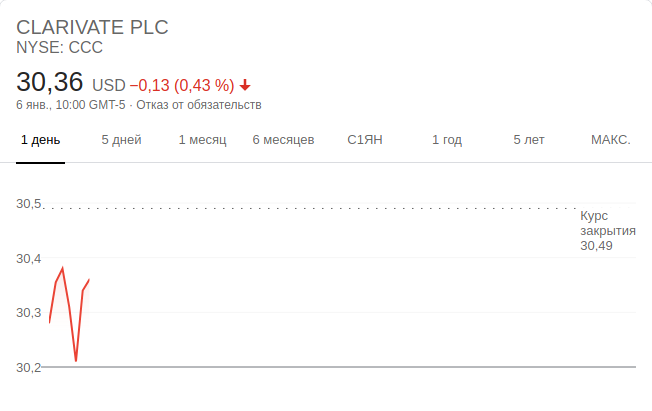 CLARIVATE PLC
NYSE: CCC
30,36 USD −0,13 (0,43 %)
6 янв., 10:00 GMT-5 · Отказ от обязательств
1 день 5 дней 1 месяц 6 месяцев С1ЯН 1 год 5 лет МАКС.
30,5
Курс
закрытия
30,49
30,4
30,3
30,2